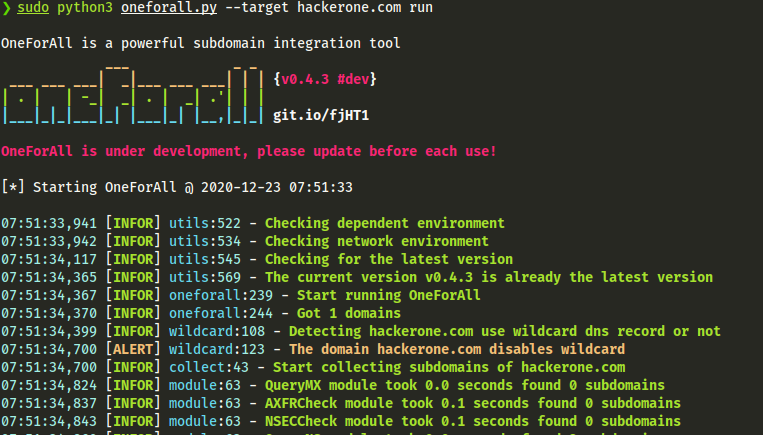 ❯ sudo python3 oneforall.py --target hackerone.com run
OneForAll is a powerful subdomain integration tool
{v0.4.3 #dev}
git.io/fjHT1
OneForAll is under development, please update before each use!
[*] Starting OneForAll @ 2020-12-23 07:51:33
07:51:33,941 [INFOR] utils:522 - Checking dependent environment
07:51:33,942 [INFOR] utils:534 - Checking network environment
07:51:34,117 [INFOR] utils:545 - Checking for the latest version
07:51:34,365 [INFOR] utils:569 - The current version v0.4.3 is already the latest version
07:51:34,367 [INFOR] oneforall:239 - Start running OneForAll
07:51:34,370 [INFOR] oneforall:244 - Got 1 domains
07:51:34,399 [INFOR] wildcard:108 - Detecting hackerone.com use wildcard dns record or not
07:51:34,700 [ALERT] wildcard:123 - The domain hackerone.com disables wildcard
07:51:34,700 [INFOR] collect:43 - Start collecting subdomains of hackerone.com
07:51:34,824 [INFOR] module:63 - QueryMX module took 0.0 seconds found 0 subdomains
07:51:34,837 [INFOR] module:63 - AXFRCheck module took 0.1 seconds found 0 subdomains
07:51:34,843 [INFOR] module:63 - NSECCheck module took 0.1 seconds found 0 subdomains